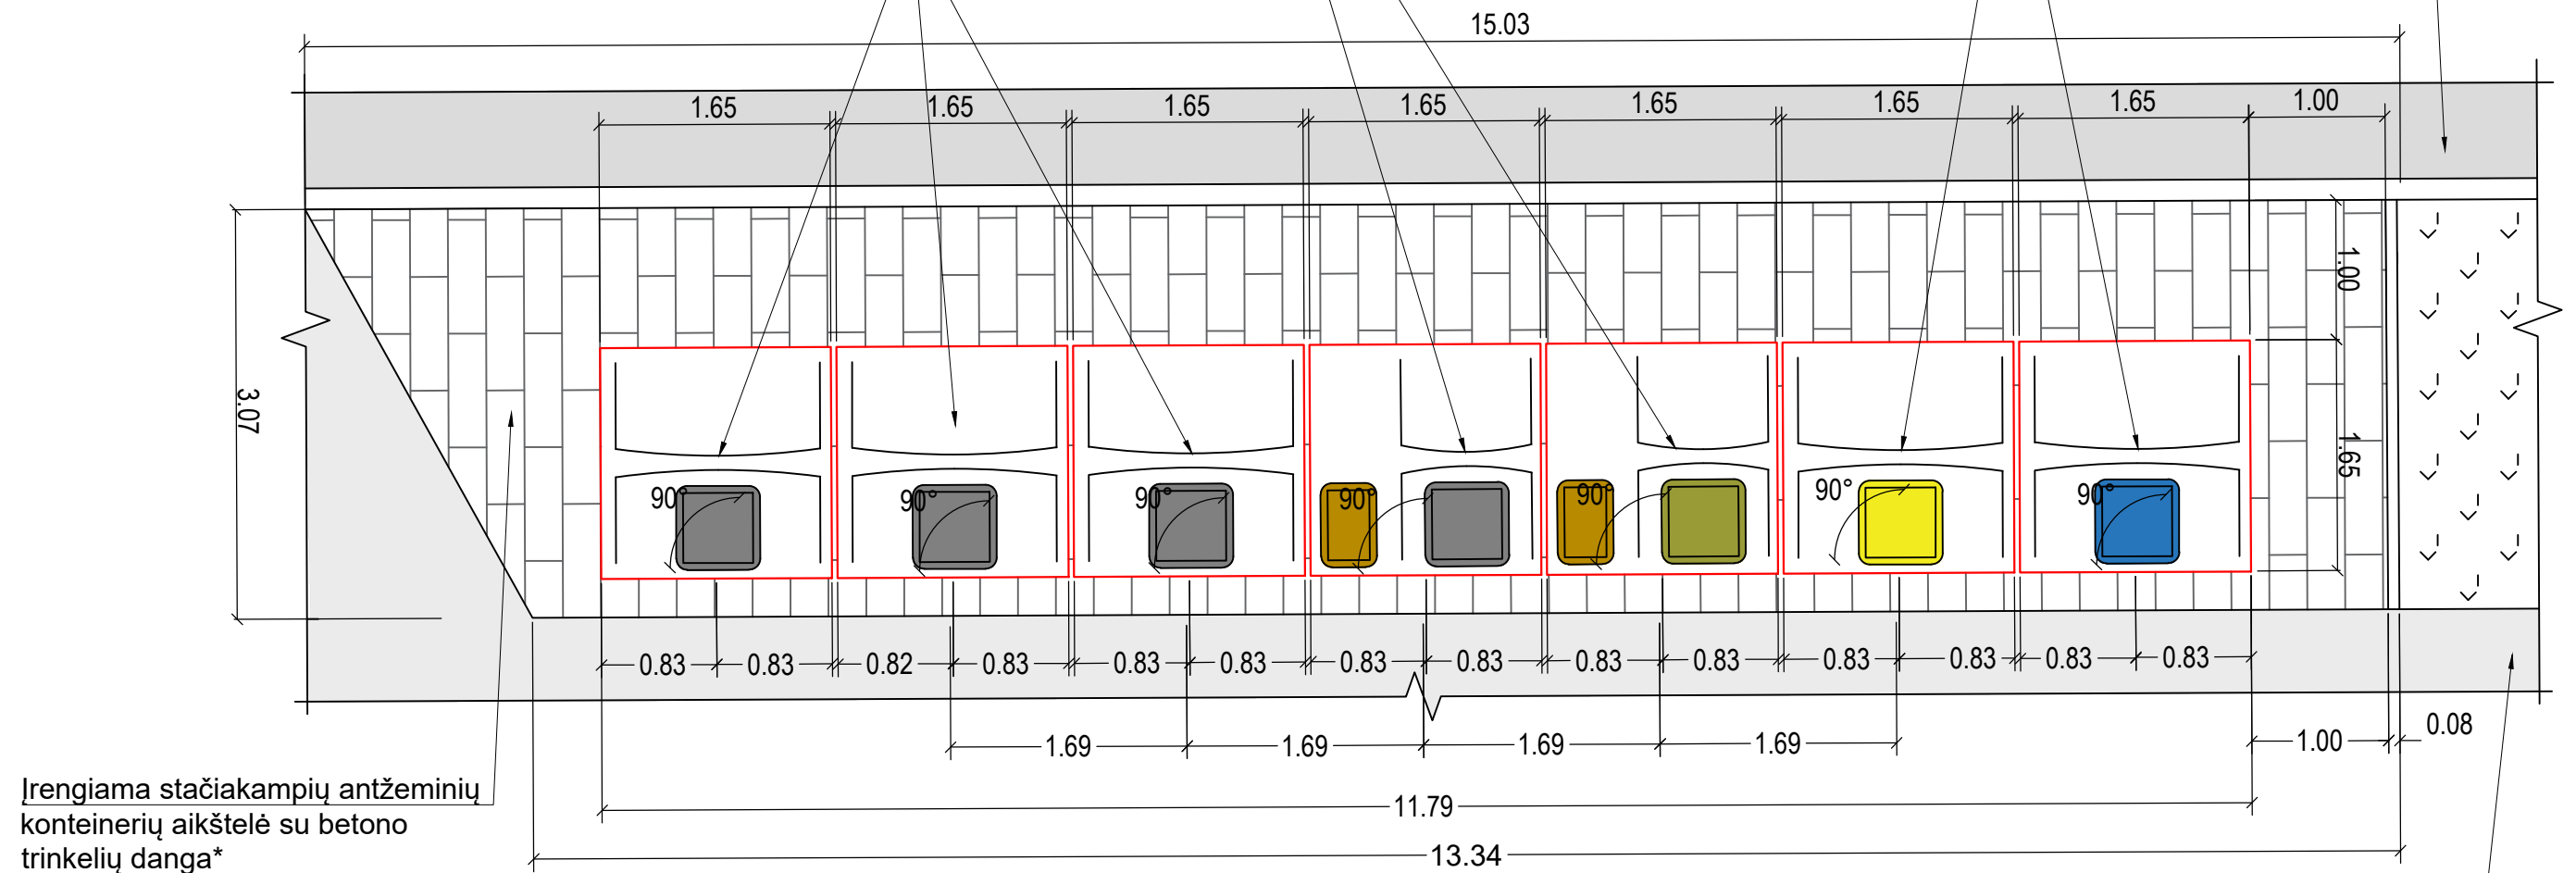 15.03
1.65 1.65 1.65 1.65 1.65 1.65 1.65 1.00
1.00
3.07
1.65
90° 90° 90° 90° 90° 90° 90°
0.83 0.83 0.82 0.83 0.83 0.83 0.83 0.83 0.83 0.83 0.83 0.83 0.83 0.83
1.69 1.69 1.69 1.69 1.00 0.08
11.79
13.34
Įrengiama stačiakampių antžeminių
konteinerių aikštelė su betono
trinkelių danga*